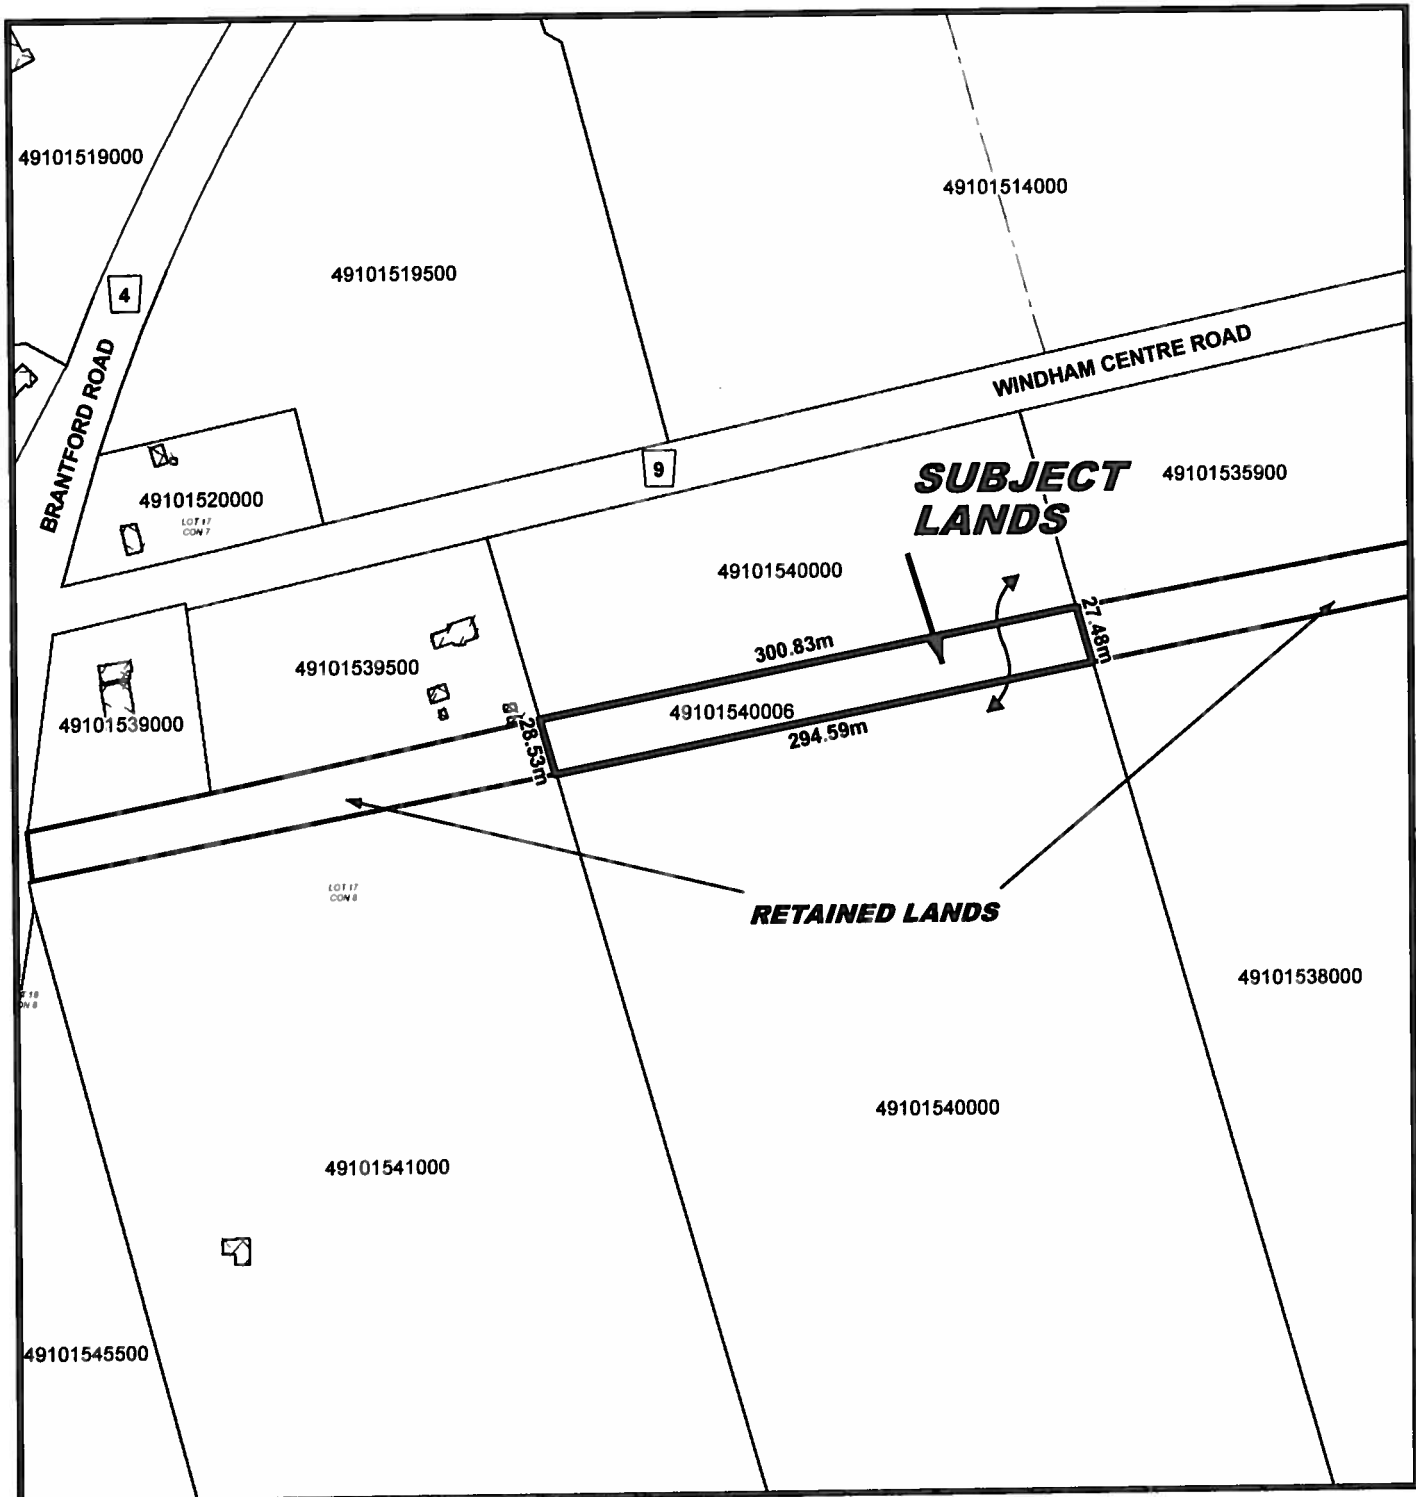 49101519000
49101514000
49101519500
4
BRANTFORD ROAD
WINDHAM CENTRE ROAD
9
SUBJECT
LANDS
49101535900
49101520000
LOT 17
CON 7
49101540000
300.83m
27.48m
49101539500
49101539000
49101540006
294.59m
28.53m
LOT 17
CON 8
RETAINED LANDS
49101538000
49101540000
49101541000
49101545500